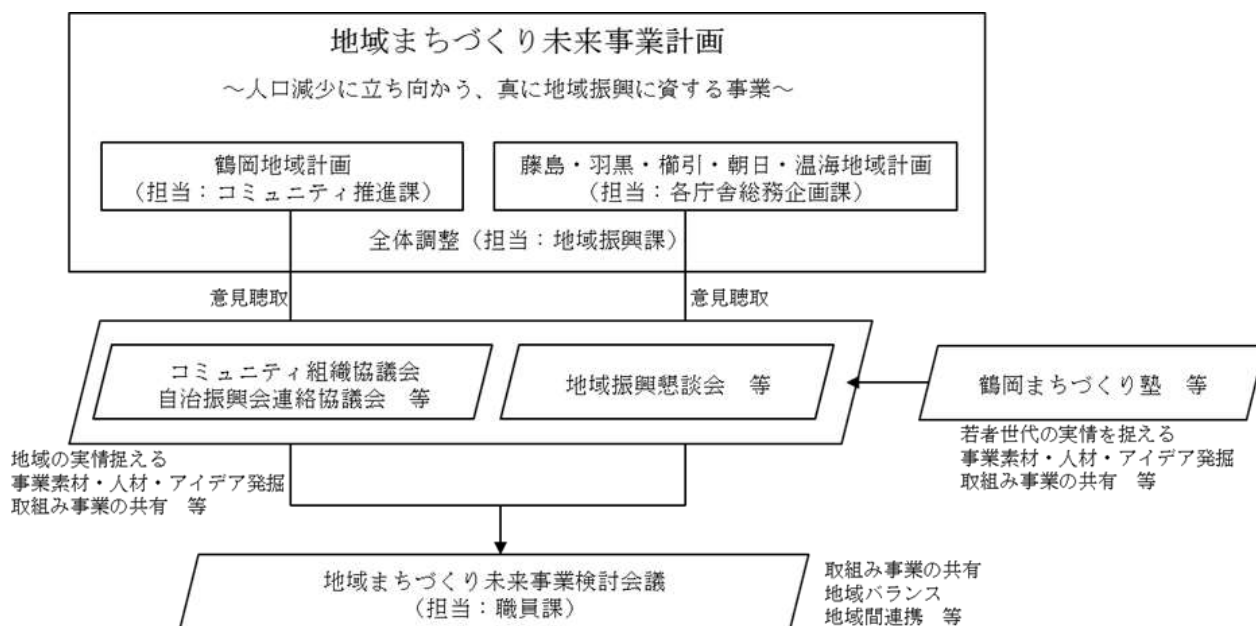 地域まちづくり未来事業計画
～人口減少に立ち向かう、真に地域振興に資する事業～
鶴岡地域計画
（担当：コミュニティ推進課）
藤島・羽黒・櫛引・朝日・温海地域計画
（担当：各庁舎総務企画課）
全体調整（担当：地域振興課）
意見聴取
意見聴取
コミュニティ組織協議会
自治振興会連絡協議会　等
地域振興懇談会　等
鶴岡まちづくり塾　等
地域の実情捉える
事業素材・人材・アイデア発掘
取組み事業の共有　等
若者世代の実情を捉える
事業素材・人材・アイデア発掘
取組み事業の共有　等
地域まちづくり未来事業検討会議
（担当：職員課）
取組み事業の共有
地域バランス
地域間連携　等